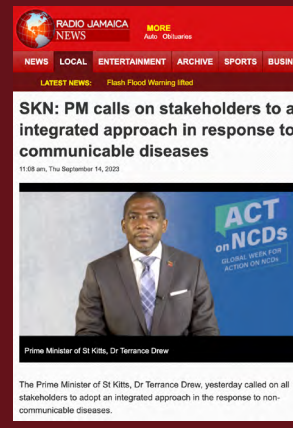 RADIO JAMAICA
NEWS
MORE
Auto Obituaries
NEWS LOCAL ENTERTAINMENT ARCHIVE SPORTS BUSIN
LATEST NEWS: Flash Flood Warning lifted
SKN: PM calls on stakeholders to a
integrated approach in response to
communicable diseases
11:08 am, Thu September 14, 2023
ACT
on NCDs
GLOBAL WEEK FOR
ACTION ON NCDs
Prime Minister of St Kitts, Dr Terrance Drew
The Prime Minister of St Kitts, Dr Terrance Drew, yesterday called on all
stakeholders to adopt an integrated approach in the response to non-
communicable diseases.